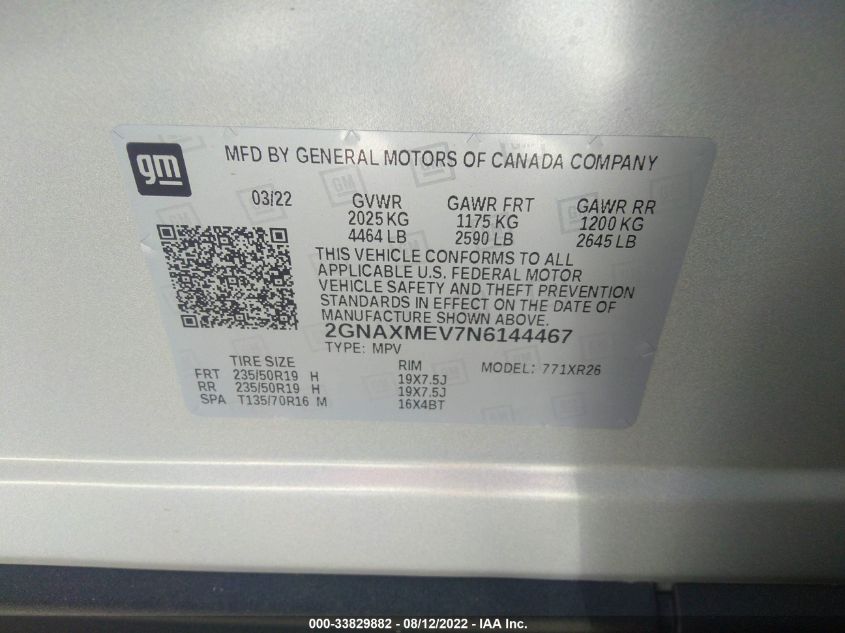 gm
MFD BY GENERAL MOTORS OF CANADA COMPANY
03/22 GVWR GAWR FRT GAWR RR
2025 KG 1175 KG 1200 KG
4464 LB 2590 LB 2645 LB
THIS VEHICLE CONFORMS TO ALL
APPLICABLE U.S. FEDERAL MOTOR
VEHICLE SAFETY AND THEFT PREVENTION
STANDARDS IN EFFECT ON THE DATE OF
MANUFACTURE SHOWN ABOVE.
2GNAXMEV7N6144467
TYPE: MPV
TIRE SIZE RIM MODEL: 771XR26
FRT 235/50R19 H 19X7.5J
RR 235/50R19 H 19X7.5J
SPA T135/70R16 M 16X4BT
000-33829882 - 08/12/2022 - IAA Inc.